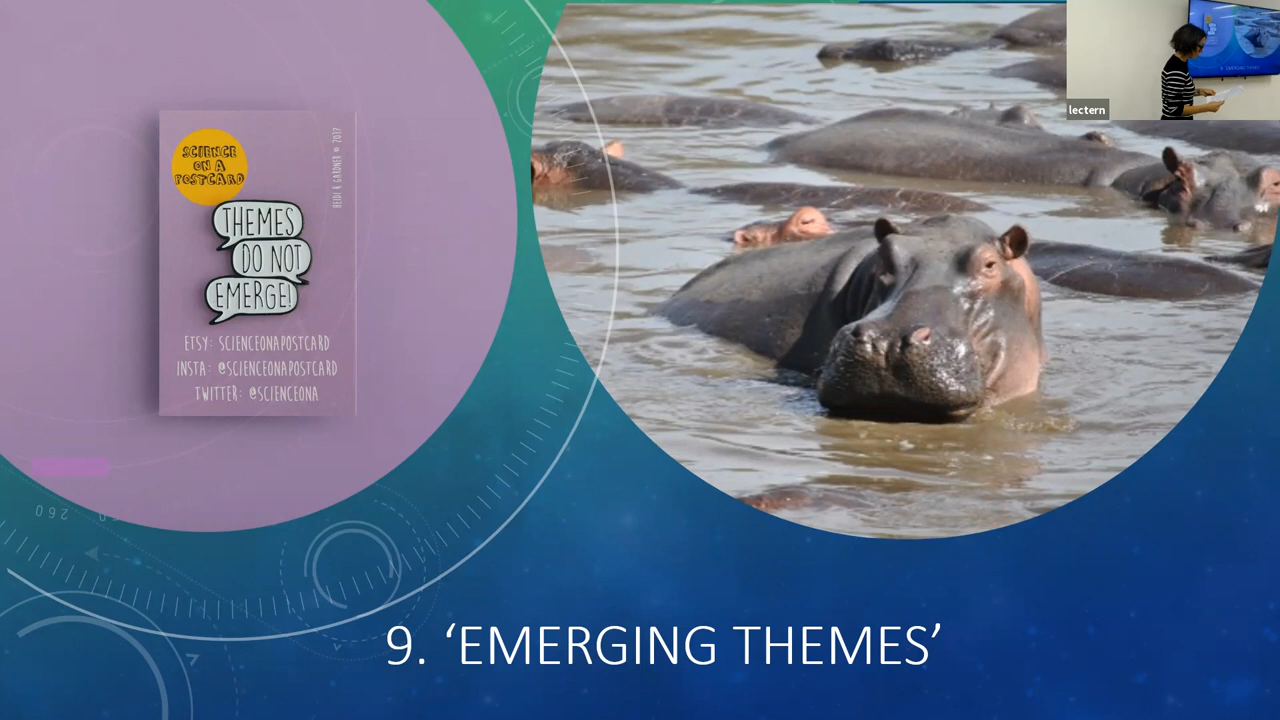 SCIENCE
ON A
POSTCARD
HEIDI R GARDNER © 2017
THEMES
DO NOT
EMERGE!
ETSY: SCIENCEONAPOSTCARD
INSTA: @SCIENCEONAPOSTCARD
TWITTER: @SCIENCEONA
lectern
260
9. ‘EMERGING THEMES’